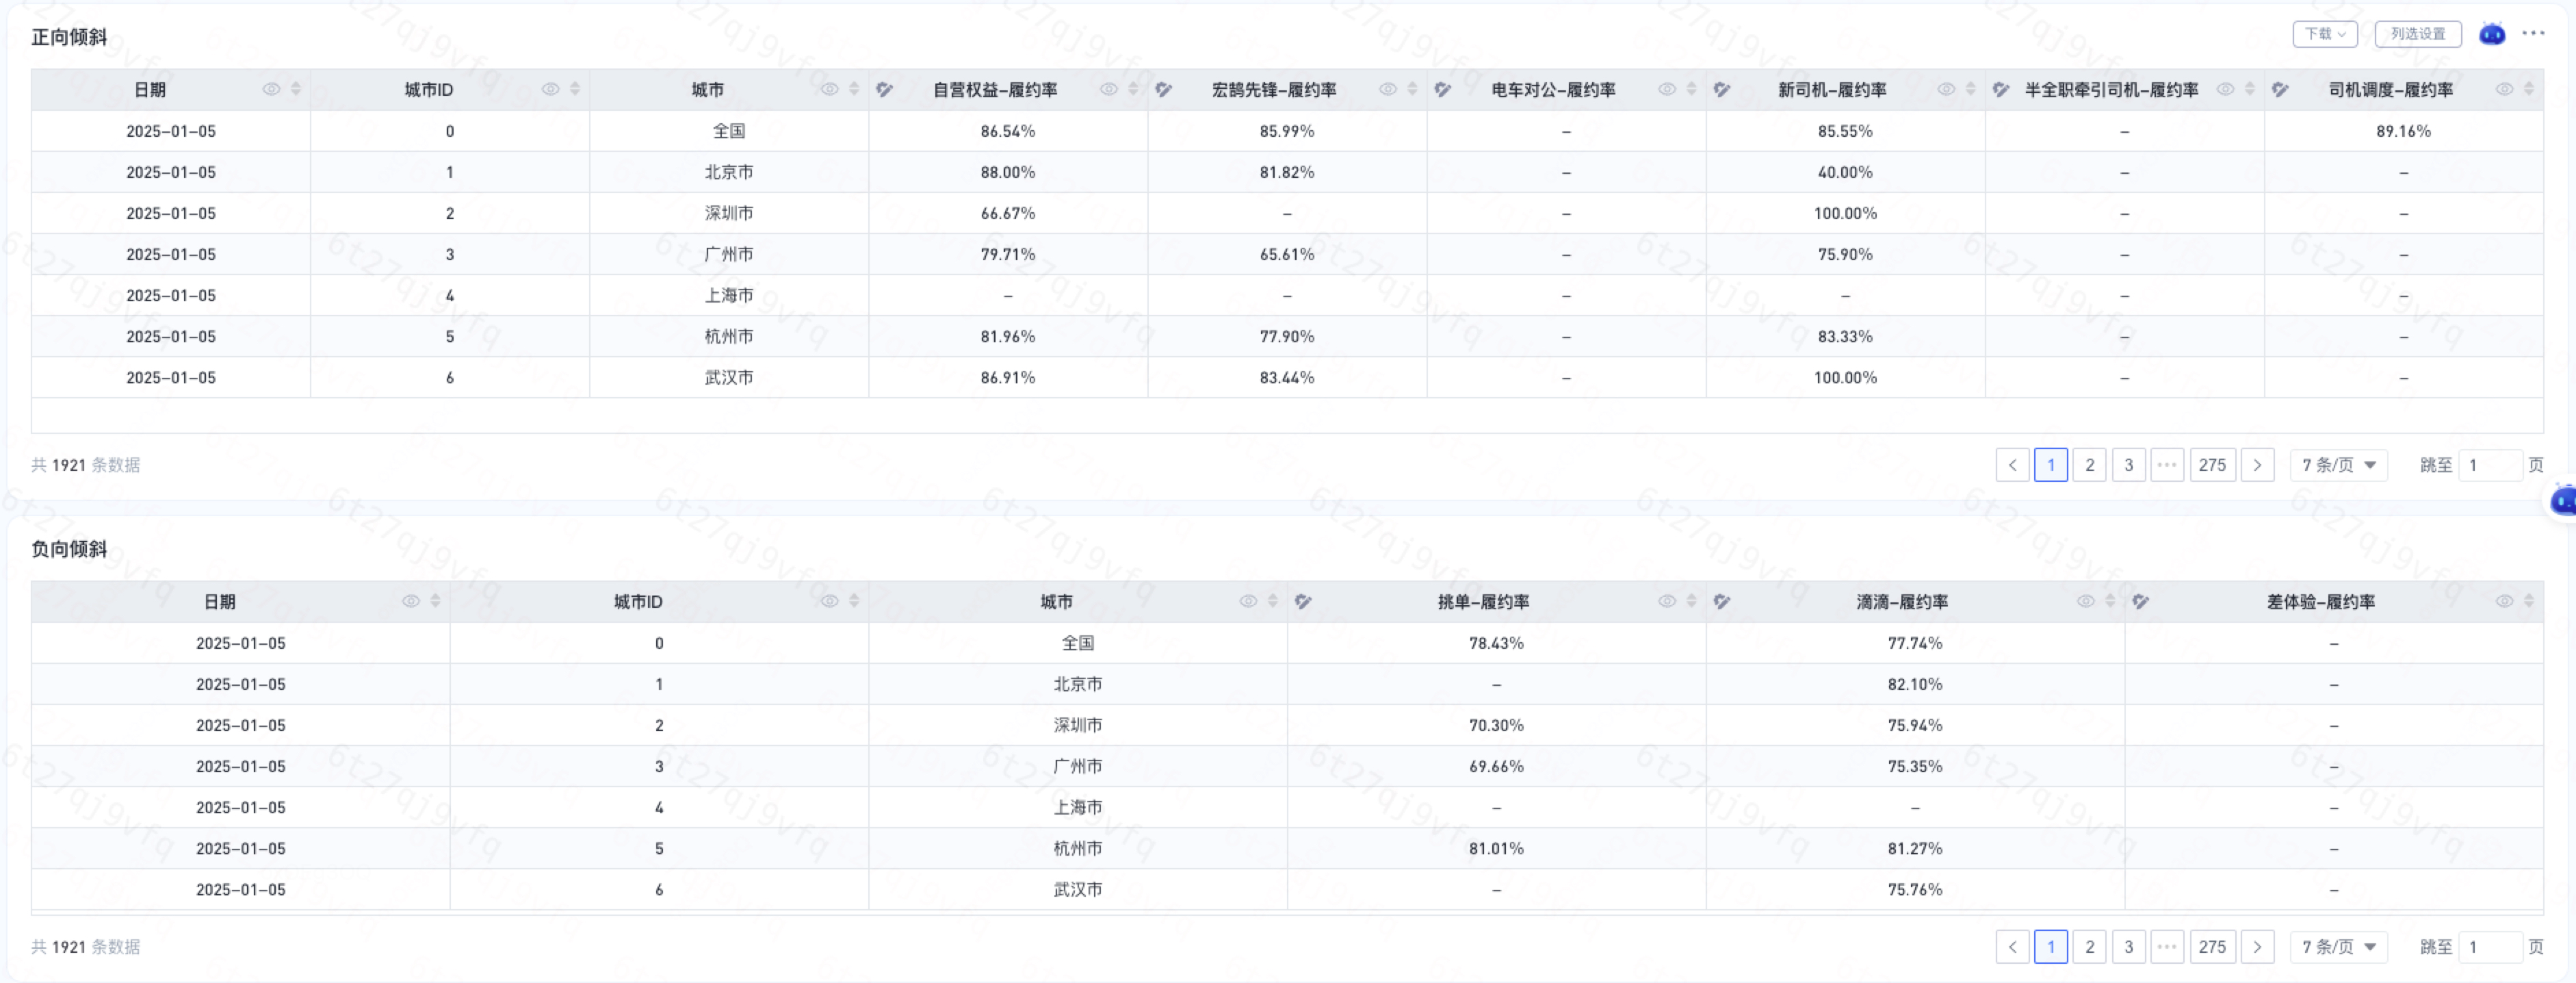 正向倾斜 下载 列选设置
日期 城市ID 城市 自营权益-履约率 宏鹄先锋-履约率 电车对公-履约率 新司机-履约率 半全职牵引司机-履约率 司机调度-履约率
2025-01-05 0 全国 86.54% 85.99% - 85.55% - 89.16%
2025-01-05 1 北京市 88.00% 81.82% - 40.00% - -
2025-01-05 2 深圳市 66.67% - - 100.00% - -
2025-01-05 3 广州市 79.71% 65.61% - 75.90% - -
2025-01-05 4 上海市 - - - - - -
2025-01-05 5 杭州市 81.96% 77.90% - 83.33% - -
2025-01-05 6 武汉市 86.91% 83.44% - 100.00% - -
共 1921 条数据 1 2 3 ··· 275 7 条/页 跳至 1 页
负向倾斜
日期 城市ID 城市 挑单-履约率 滴滴-履约率 差体验-履约率
2025-01-05 0 全国 78.43% 77.74% -
2025-01-05 1 北京市 - 82.10% -
2025-01-05 2 深圳市 70.30% 75.94% -
2025-01-05 3 广州市 69.66% 75.35% -
2025-01-05 4 上海市 - - -
2025-01-05 5 杭州市 81.01% 81.27% -
2025-01-05 6 武汉市 - 75.76% -
共 1921 条数据 1 2 3 ··· 275 7 条/页 跳至 1 页
6t27qj9vfq